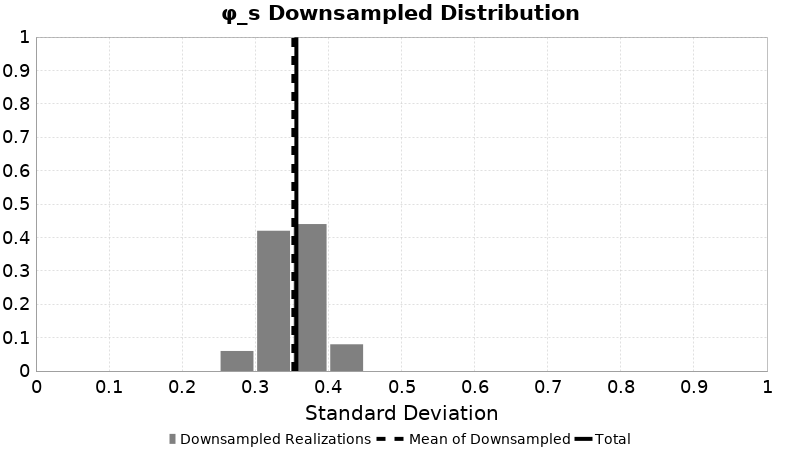 φ_s Downsampled Distribution
1
0.9
0.8
0.7
0.6
0.5
0.4
0.3
0.2
0.1
0
0 0.1 0.2 0.3 0.4 0.5 0.6 0.7 0.8 0.9 1
Standard Deviation
Downsampled Realizations Mean of Downsampled Total